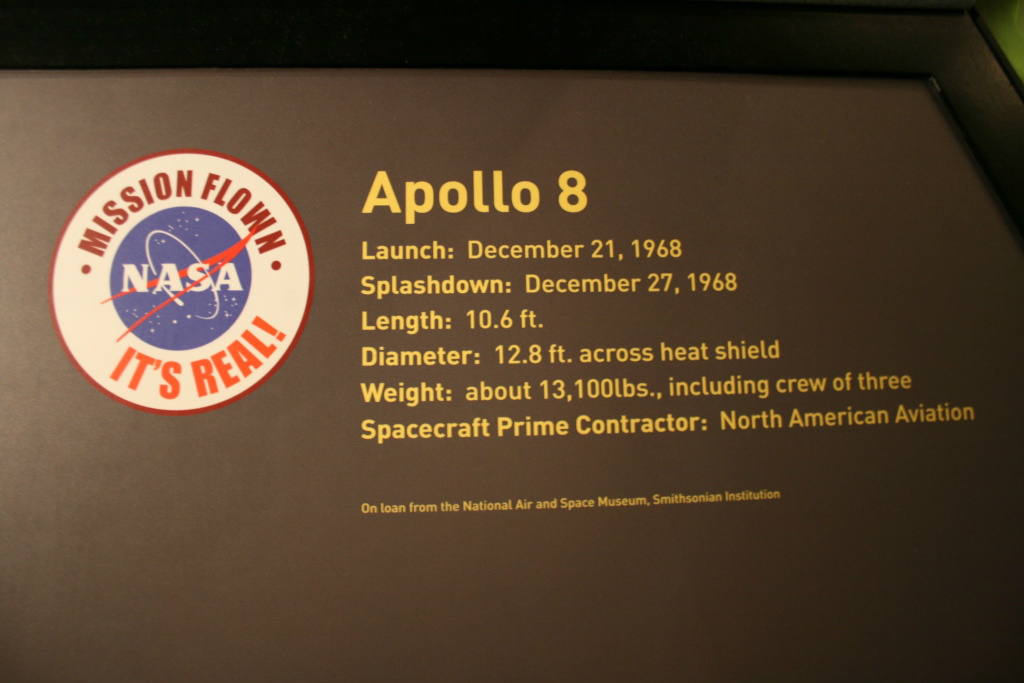 MISSION FLOWN
NASA
IT'S REAL!
Apollo 8
Launch: December 21, 1968
Splashdown: December 27, 1968
Length: 10.6 ft.
Diameter: 12.8 ft. across heat shield
Weight: about 13,100lbs., including crew of three
Spacecraft Prime Contractor: North American Aviation
On loan from the National Air and Space Museum, Smithsonian Institution